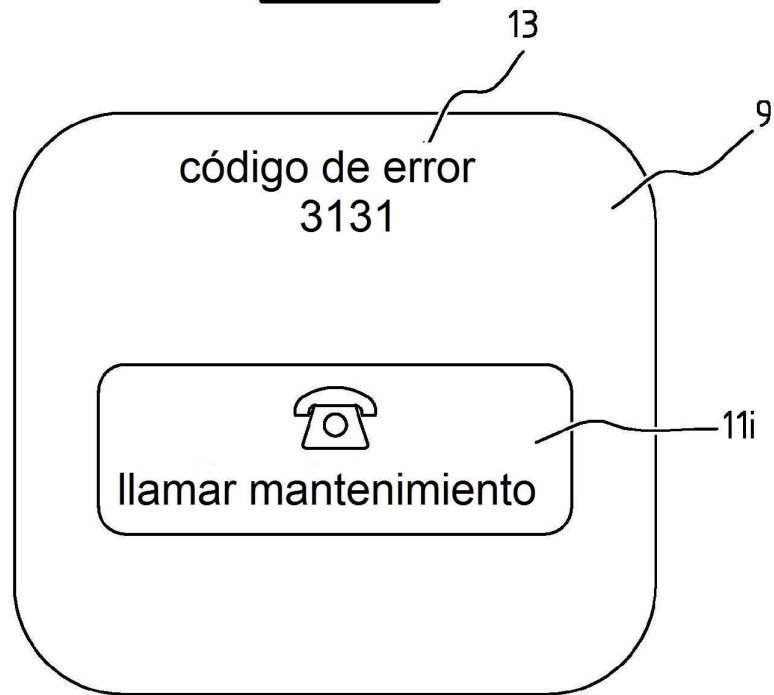 13
9
código de error
3131
11i
llamar mantenimiento